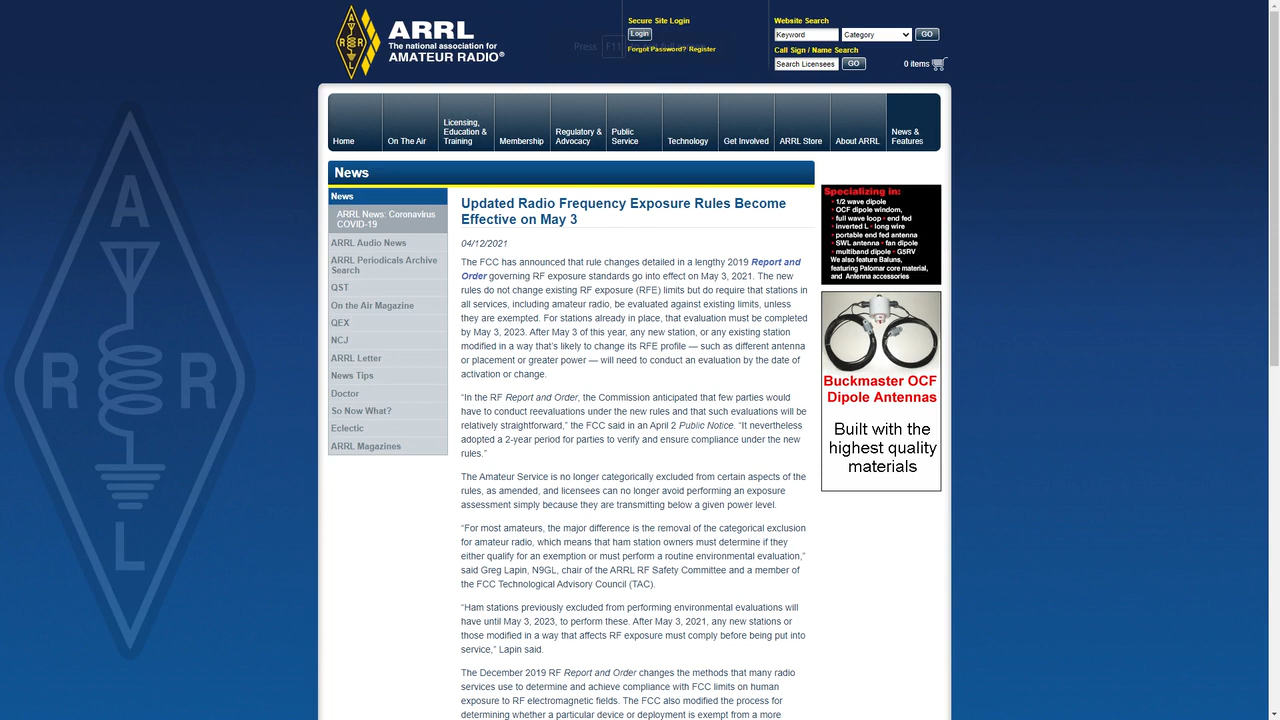 A
R R
L
A
R R
L
ARRL
The national association for
AMATEUR RADIO®
Press F11
Secure Site Login
Login
Forgot Password? Register
Website Search
Keyword Category GO
Call Sign / Name Search
Search Licensees GO
0 items
Home
On The Air
Licensing,
Education &
Training
Membership
Regulatory &
Advocacy
Public
Service
Technology
Get Involved
ARRL Store
About ARRL
News &
Features
News
News
ARRL News: Coronavirus
COVID-19
ARRL Audio News
ARRL Periodicals Archive
Search
QST
On the Air Magazine
QEX
NCJ
ARRL Letter
News Tips
Doctor
So Now What?
Eclectic
ARRL Magazines
Updated Radio Frequency Exposure Rules Become
Effective on May 3
04/12/2021
The FCC has announced that rule changes detailed in a lengthy 2019 Report and
Order governing RF exposure standards go into effect on May 3, 2021. The new
rules do not change existing RF exposure (RFE) limits but do require that stations in
all services, including amateur radio, be evaluated against existing limits, unless
they are exempted. For stations already in place, that evaluation must be completed
by May 3, 2023. After May 3 of this year, any new station, or any existing station
modified in a way that's likely to change its RFE profile — such as different antenna
or placement or greater power — will need to conduct an evaluation by the date of
activation or change.
“In the RF Report and Order, the Commission anticipated that few parties would
have to conduct reevaluations under the new rules and that such evaluations will be
relatively straightforward,” the FCC said in an April 2 Public Notice. “It nevertheless
adopted a 2-year period for parties to verify and ensure compliance under the new
rules.”
The Amateur Service is no longer categorically excluded from certain aspects of the
rules, as amended, and licensees can no longer avoid performing an exposure
assessment simply because they are transmitting below a given power level.
“For most amateurs, the major difference is the removal of the categorical exclusion
for amateur radio, which means that ham station owners must determine if they
either qualify for an exemption or must perform a routine environmental evaluation,”
said Greg Lapin, N9GL, chair of the ARRL RF Safety Committee and a member of
the FCC Technological Advisory Council (TAC).
“Ham stations previously excluded from performing environmental evaluations will
have until May 3, 2023, to perform these. After May 3, 2021, any new stations or
those modified in a way that affects RF exposure must comply before being put into
service,” Lapin said.
The December 2019 RF Report and Order changes the methods that many radio
services use to determine and achieve compliance with FCC limits on human
exposure to RF electromagnetic fields. The FCC also modified the process for
determining whether a particular device or deployment is exempt from a more
Specializing in:
• 1/2 wave dipole
• OCF dipole windom,
full wave loop • end fed
inverted L • long wire
• portable end fed antenna
• SWL antenna • fan dipole
• multiband dipole • G5RV
We also feature Baluns,
featuring Palomar core material,
and Antenna accessories
Buckmaster OCF
Dipole Antennas
Built with the
highest quality
materials